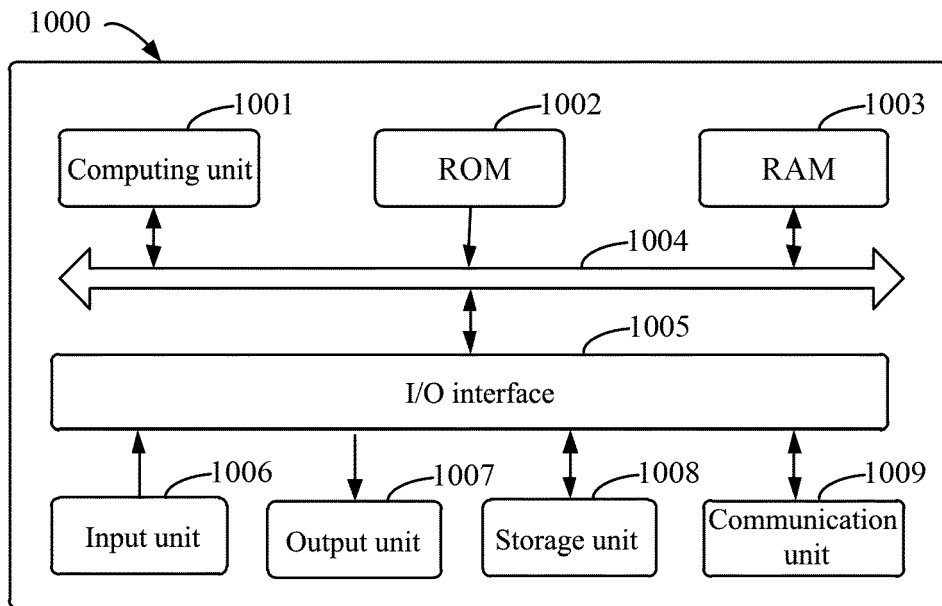 1000
1001
1002
1003
Computing unit
ROM
RAM
1004
1005
I/O interface
1006
1007
1008
1009
Input unit
Output unit
Storage unit
Communication
unit